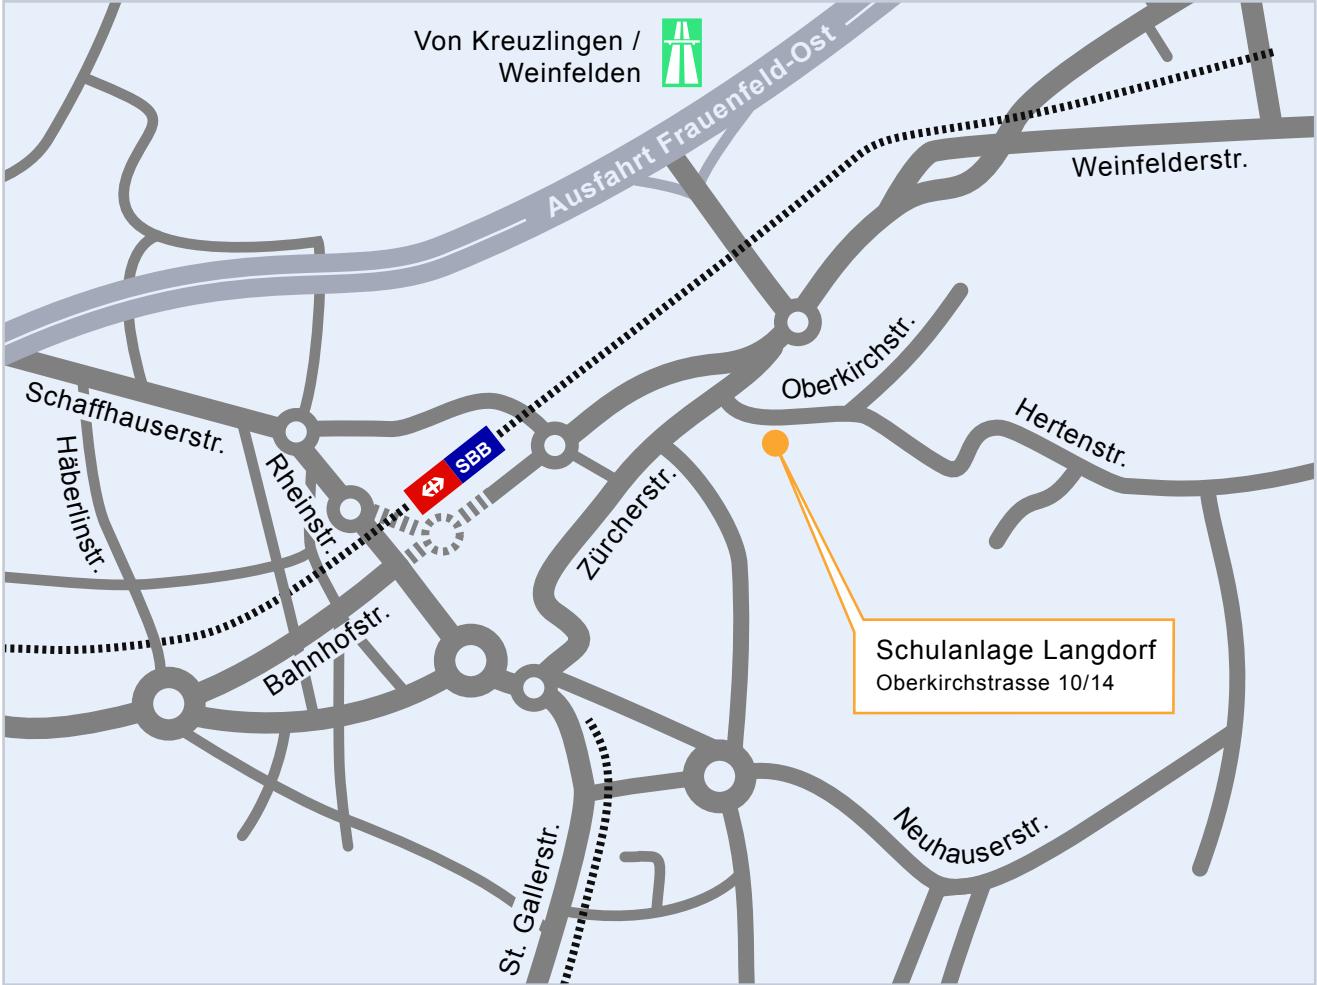 Von Kreuzlingen /
Weinfelden
Ausfahrt Frauenfeld-Ost
Weinfelderstr.
Oberkirchstr.
Schaffhauserstr.
Hertenstr.
Häberlinstr.
Rheinstr.
SBB
Zürcherstr.
Bahnhofstr.
Schulanlage Langdorf
Oberkirchstrasse 10/14
Neuhauserstr.
St. Gallerstr.